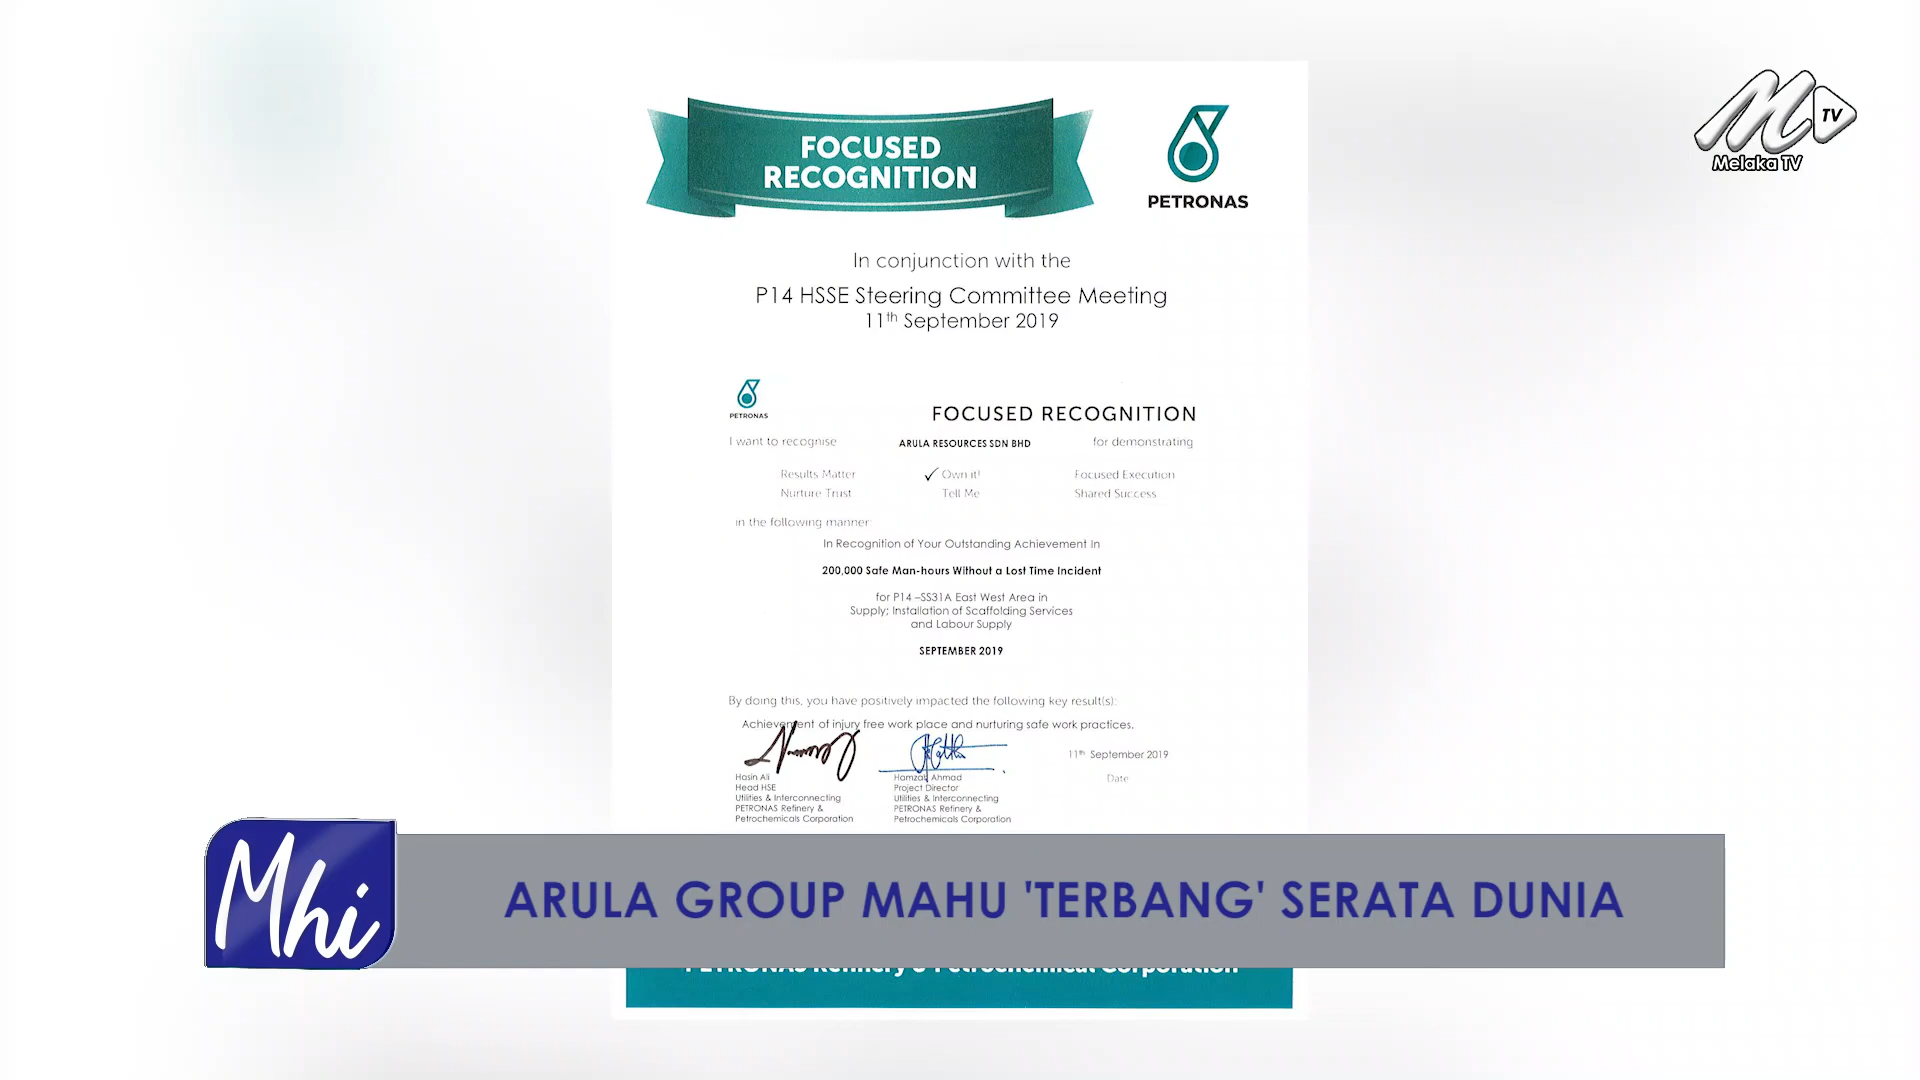 FOCUSED
RECOGNITION
PETRONAS
TV
Melaka TV
In conjunction with the
P14 HSSE Steering Committee Meeting
11th September 2019
PETRONAS
FOCUSED RECOGNITION
I want to recognise ARULA RESOURCES SDN BHD for demonstrating
Results Matter ✓ Own it! Focused Execution
Nurture Trust Tell Me Shared Success
in the following manner:
In Recognition of Your Outstanding Achievement In
200,000 Safe Man-hours Without a Lost Time Incident
for P14 –SS31A East West Area in
Supply; Installation of Scaffolding Services
and Labour Supply
SEPTEMBER 2019
By doing this, you have positively impacted the following key result(s):
Achievement of injury free work place and nurturing safe work practices.
11th September 2019
Date
Hasin Ali
Head HSE
Utilities & Interconnecting
PETRONAS Refinery &
Petrochemicals Corporation
Hamzah Ahmad
Project Director
Utilities & Interconnecting
PETRONAS Refinery &
Petrochemicals Corporation
Mhi
ARULA GROUP MAHU 'TERBANG' SERATA DUNIA
PETRONAS Refinery & Petrochemical Corporation